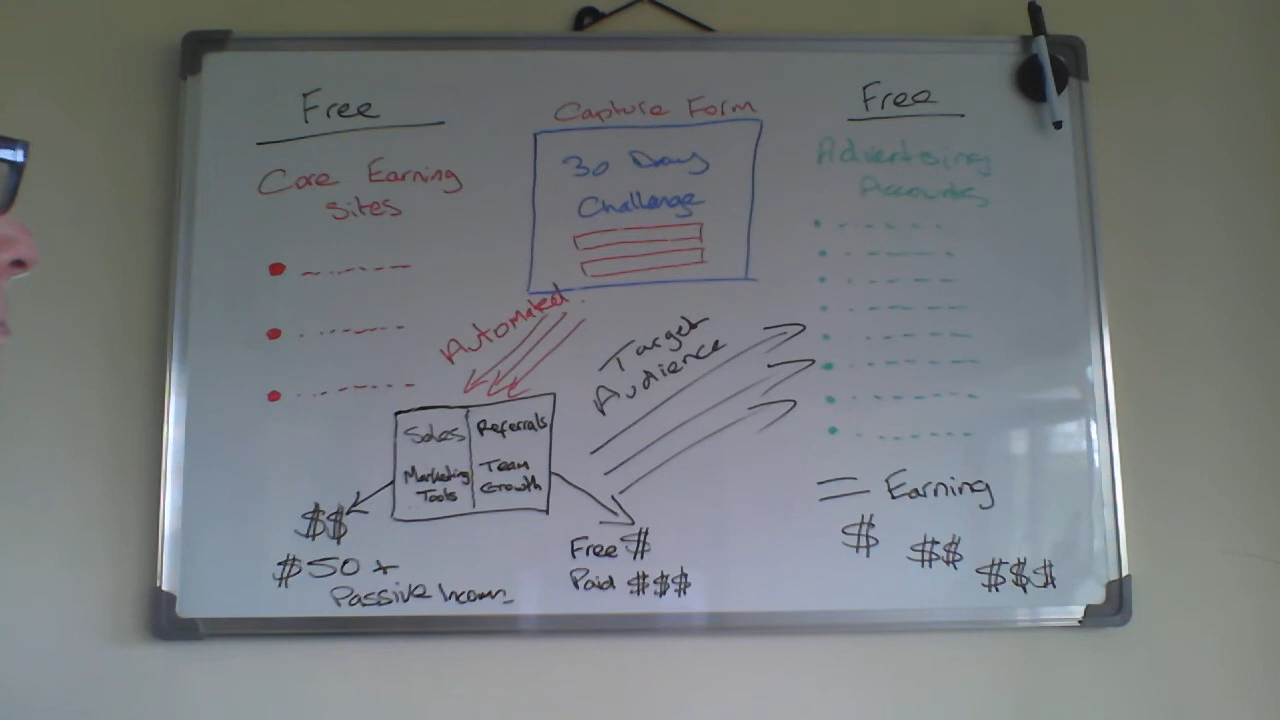 Free
Core Earning
Sites
Capture Form
30 Day
Challenge
Free
Advertising
Accounts
Automated
Target
Audience
Sales
Marketing
Tools
Referrals
Team
Growth
$$
$50 +
Passive Income
Free $
Paid $$$
= Earning
$ $$ $$$